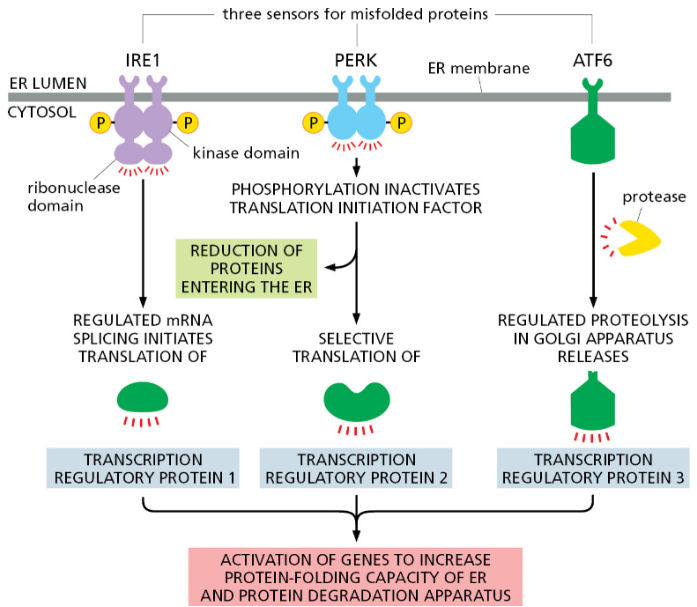 three sensors for misfolded proteins
IRE1
PERK
ATF6
ER LUMEN
ER membrane
CYTOSOL
P
P
P
P
kinase domain
ribonuclease
domain
PHOSPHORYLATION INACTIVATES
TRANSLATION INITIATION FACTOR
protease
REDUCTION OF
PROTEINS
ENTERING THE ER
REGULATED mRNA
SPLICING INITIATES
TRANSLATION OF
SELECTIVE
TRANSLATION OF
REGULATED PROTEOLYSIS
IN GOLGI APPARATUS
RELEASES
TRANSCRIPTION
REGULATORY PROTEIN 1
TRANSCRIPTION
REGULATORY PROTEIN 2
TRANSCRIPTION
REGULATORY PROTEIN 3
ACTIVATION OF GENES TO INCREASE
PROTEIN-FOLDING CAPACITY OF ER
AND PROTEIN DEGRADATION APPARATUS